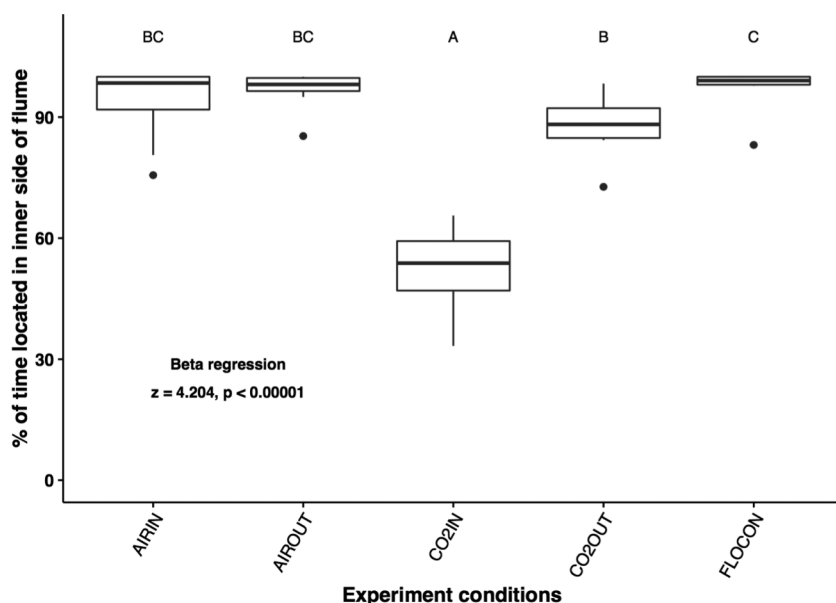 BC BC A B C
% of time located in inner side of flume
90
60
30
0
Beta regression
z = 4.204, p < 0.00001
AIRIN AIROUT CO2IN CO2OUT FLOCON
Experiment conditions